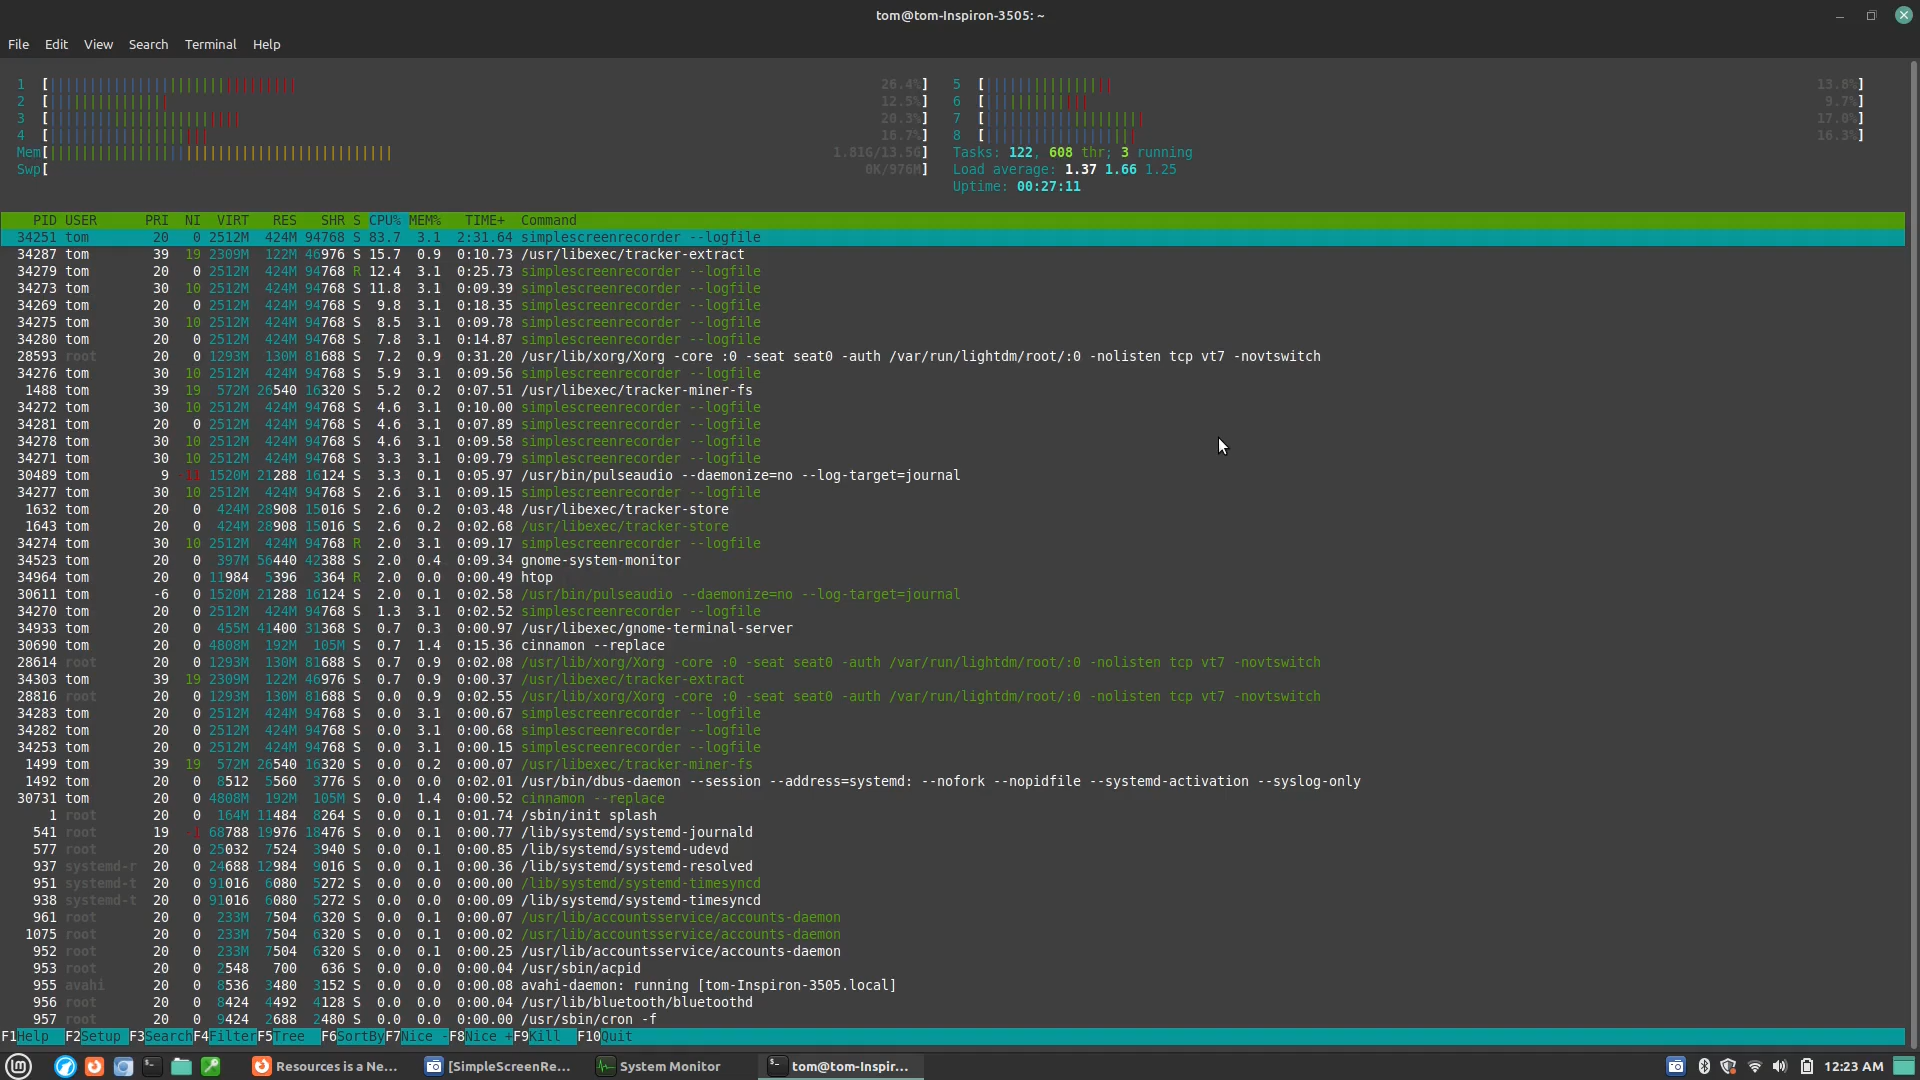 tom@tom-Inspiron-3505: ~
File Edit View Search Terminal Help
1 [ 26.4%] 5 [ 13.8%]
2 [ 12.5%] 6 [ 9.7%]
3 [ 20.3%] 7 [ 17.0%]
4 [ 16.7%] 8 [ 16.3%]
Mem[ 1.81G/13.5G] Tasks: 122, 608 thr; 3 running
Swp[ 0K/976M] Load average: 1.37 1.66 1.25
Uptime: 00:27:11
PID USER PRI NI VIRT RES SHR S CPU% MEM% TIME+ Command
34251 tom 20 0 2512M 424M 94768 S 83.7 3.1 2:31.64 simplescreenrecorder --logfile
34287 tom 39 19 2309M 122M 46976 S 15.7 0.9 0:10.73 /usr/libexec/tracker-extract
34279 tom 20 0 2512M 424M 94768 R 12.4 3.1 0:25.73 simplescreenrecorder --logfile
34273 tom 30 10 2512M 424M 94768 S 11.8 3.1 0:09.39 simplescreenrecorder --logfile
34269 tom 20 0 2512M 424M 94768 S 9.8 3.1 0:18.35 simplescreenrecorder --logfile
34275 tom 30 10 2512M 424M 94768 S 8.5 3.1 0:09.78 simplescreenrecorder --logfile
34280 tom 20 0 2512M 424M 94768 S 7.8 3.1 0:14.87 simplescreenrecorder --logfile
28593 root 20 0 1293M 130M 81688 S 7.2 0.9 0:31.20 /usr/lib/xorg/Xorg -core :0 -seat seat0 -auth /var/run/lightdm/root/:0 -nolisten tcp vt7 -novtswitch
34276 tom 30 10 2512M 424M 94768 S 5.9 3.1 0:09.56 simplescreenrecorder --logfile
1488 tom 39 19 572M 26540 16320 S 5.2 0.2 0:07.51 /usr/libexec/tracker-miner-fs
34272 tom 30 10 2512M 424M 94768 S 4.6 3.1 0:10.00 simplescreenrecorder --logfile
34281 tom 20 0 2512M 424M 94768 S 4.6 3.1 0:07.89 simplescreenrecorder --logfile
34278 tom 30 10 2512M 424M 94768 S 4.6 3.1 0:09.58 simplescreenrecorder --logfile
34271 tom 30 10 2512M 424M 94768 S 3.3 3.1 0:09.79 simplescreenrecorder --logfile
30489 tom 9 -11 1520M 21288 16124 S 3.3 0.1 0:05.97 /usr/bin/pulseaudio --daemonize=no --log-target=journal
34277 tom 30 10 2512M 424M 94768 S 2.6 3.1 0:09.15 simplescreenrecorder --logfile
1632 tom 20 0 424M 28908 15016 S 2.6 0.2 0:03.48 /usr/libexec/tracker-store
1643 tom 20 0 424M 28908 15016 S 2.6 0.2 0:02.68 /usr/libexec/tracker-store
34274 tom 30 10 2512M 424M 94768 R 2.0 3.1 0:09.17 simplescreenrecorder --logfile
34523 tom 20 0 397M 56440 42388 S 2.0 0.4 0:09.34 gnome-system-monitor
34964 tom 20 0 11984 5396 3364 R 2.0 0.0 0:00.49 htop
30611 tom -6 0 1520M 21288 16124 S 2.0 0.1 0:02.58 /usr/bin/pulseaudio --daemonize=no --log-target=journal
34270 tom 20 0 2512M 424M 94768 S 1.3 3.1 0:02.52 simplescreenrecorder --logfile
34933 tom 20 0 455M 41400 31368 S 0.7 0.3 0:00.97 /usr/libexec/gnome-terminal-server
30690 tom 20 0 4808M 192M 105M S 0.7 1.4 0:15.36 cinnamon --replace
28614 root 20 0 1293M 130M 81688 S 0.7 0.9 0:02.08 /usr/lib/xorg/Xorg -core :0 -seat seat0 -auth /var/run/lightdm/root/:0 -nolisten tcp vt7 -novtswitch
34303 tom 39 19 2309M 122M 46976 S 0.7 0.9 0:00.37 /usr/libexec/tracker-extract
28816 root 20 0 1293M 130M 81688 S 0.0 0.9 0:02.55 /usr/lib/xorg/Xorg -core :0 -seat seat0 -auth /var/run/lightdm/root/:0 -nolisten tcp vt7 -novtswitch
34283 tom 20 0 2512M 424M 94768 S 0.0 3.1 0:00.67 simplescreenrecorder --logfile
34282 tom 20 0 2512M 424M 94768 S 0.0 3.1 0:00.68 simplescreenrecorder --logfile
34253 tom 20 0 2512M 424M 94768 S 0.0 3.1 0:00.15 simplescreenrecorder --logfile
1499 tom 39 19 572M 26540 16320 S 0.0 0.2 0:00.07 /usr/libexec/tracker-miner-fs
1492 tom 20 0 8512 5560 3776 S 0.0 0.0 0:02.01 /usr/bin/dbus-daemon --session --address=systemd: --nofork --nopidfile --systemd-activation --syslog-only
30731 tom 20 0 4808M 192M 105M S 0.0 1.4 0:00.52 cinnamon --replace
1 root 20 0 164M 11484 8264 S 0.0 0.1 0:01.74 /sbin/init splash
541 root 19 -1 68788 19976 18476 S 0.0 0.1 0:00.77 /lib/systemd/systemd-journald
577 root 20 0 25032 7524 3940 S 0.0 0.1 0:00.85 /lib/systemd/systemd-udevd
937 systemd-r 20 0 24688 12984 9016 S 0.0 0.1 0:00.36 /lib/systemd/systemd-resolved
951 systemd-t 20 0 91016 6080 5272 S 0.0 0.0 0:00.00 /lib/systemd/systemd-timesyncd
938 systemd-t 20 0 91016 6080 5272 S 0.0 0.0 0:00.09 /lib/systemd/systemd-timesyncd
961 root 20 0 233M 7504 6320 S 0.0 0.1 0:00.07 /usr/lib/accountsservice/accounts-daemon
1075 root 20 0 233M 7504 6320 S 0.0 0.1 0:00.02 /usr/lib/accountsservice/accounts-daemon
952 root 20 0 233M 7504 6320 S 0.0 0.1 0:00.25 /usr/lib/accountsservice/accounts-daemon
953 root 20 0 2548 700 636 S 0.0 0.0 0:00.04 /usr/sbin/acpid
955 avahi 20 0 8536 3480 3152 S 0.0 0.0 0:00.08 avahi-daemon: running [tom-Inspiron-3505.local]
956 root 20 0 8424 4492 4128 S 0.0 0.0 0:00.04 /usr/lib/bluetooth/bluetoothd
957 root 20 0 9424 2688 2480 S 0.0 0.0 0:00.00 /usr/sbin/cron -f
F1Help F2Setup F3SearchF4FilterF5Tree F6SortByF7Nice -F8Nice +F9Kill F10Quit
Resources is a Ne... [SimpleScreenRe... System Monitor tom@tom-Inspir... 12:23 AM